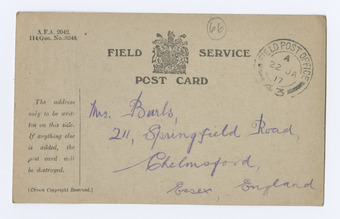 A.F.A. 2042.
114/Gen. No./5248.
66
FIELD SERVICE
POST CARD
FIELD POST OFFICE
A
22 JA
17
The address
only to be writ-
ten on this side.
If anything else
is added, the
post card will
be destroyed.
[Crown Copyright Reserved.]
Mrs. Burls,
211, Springfield Road,
Chelmsford,
Essex, England